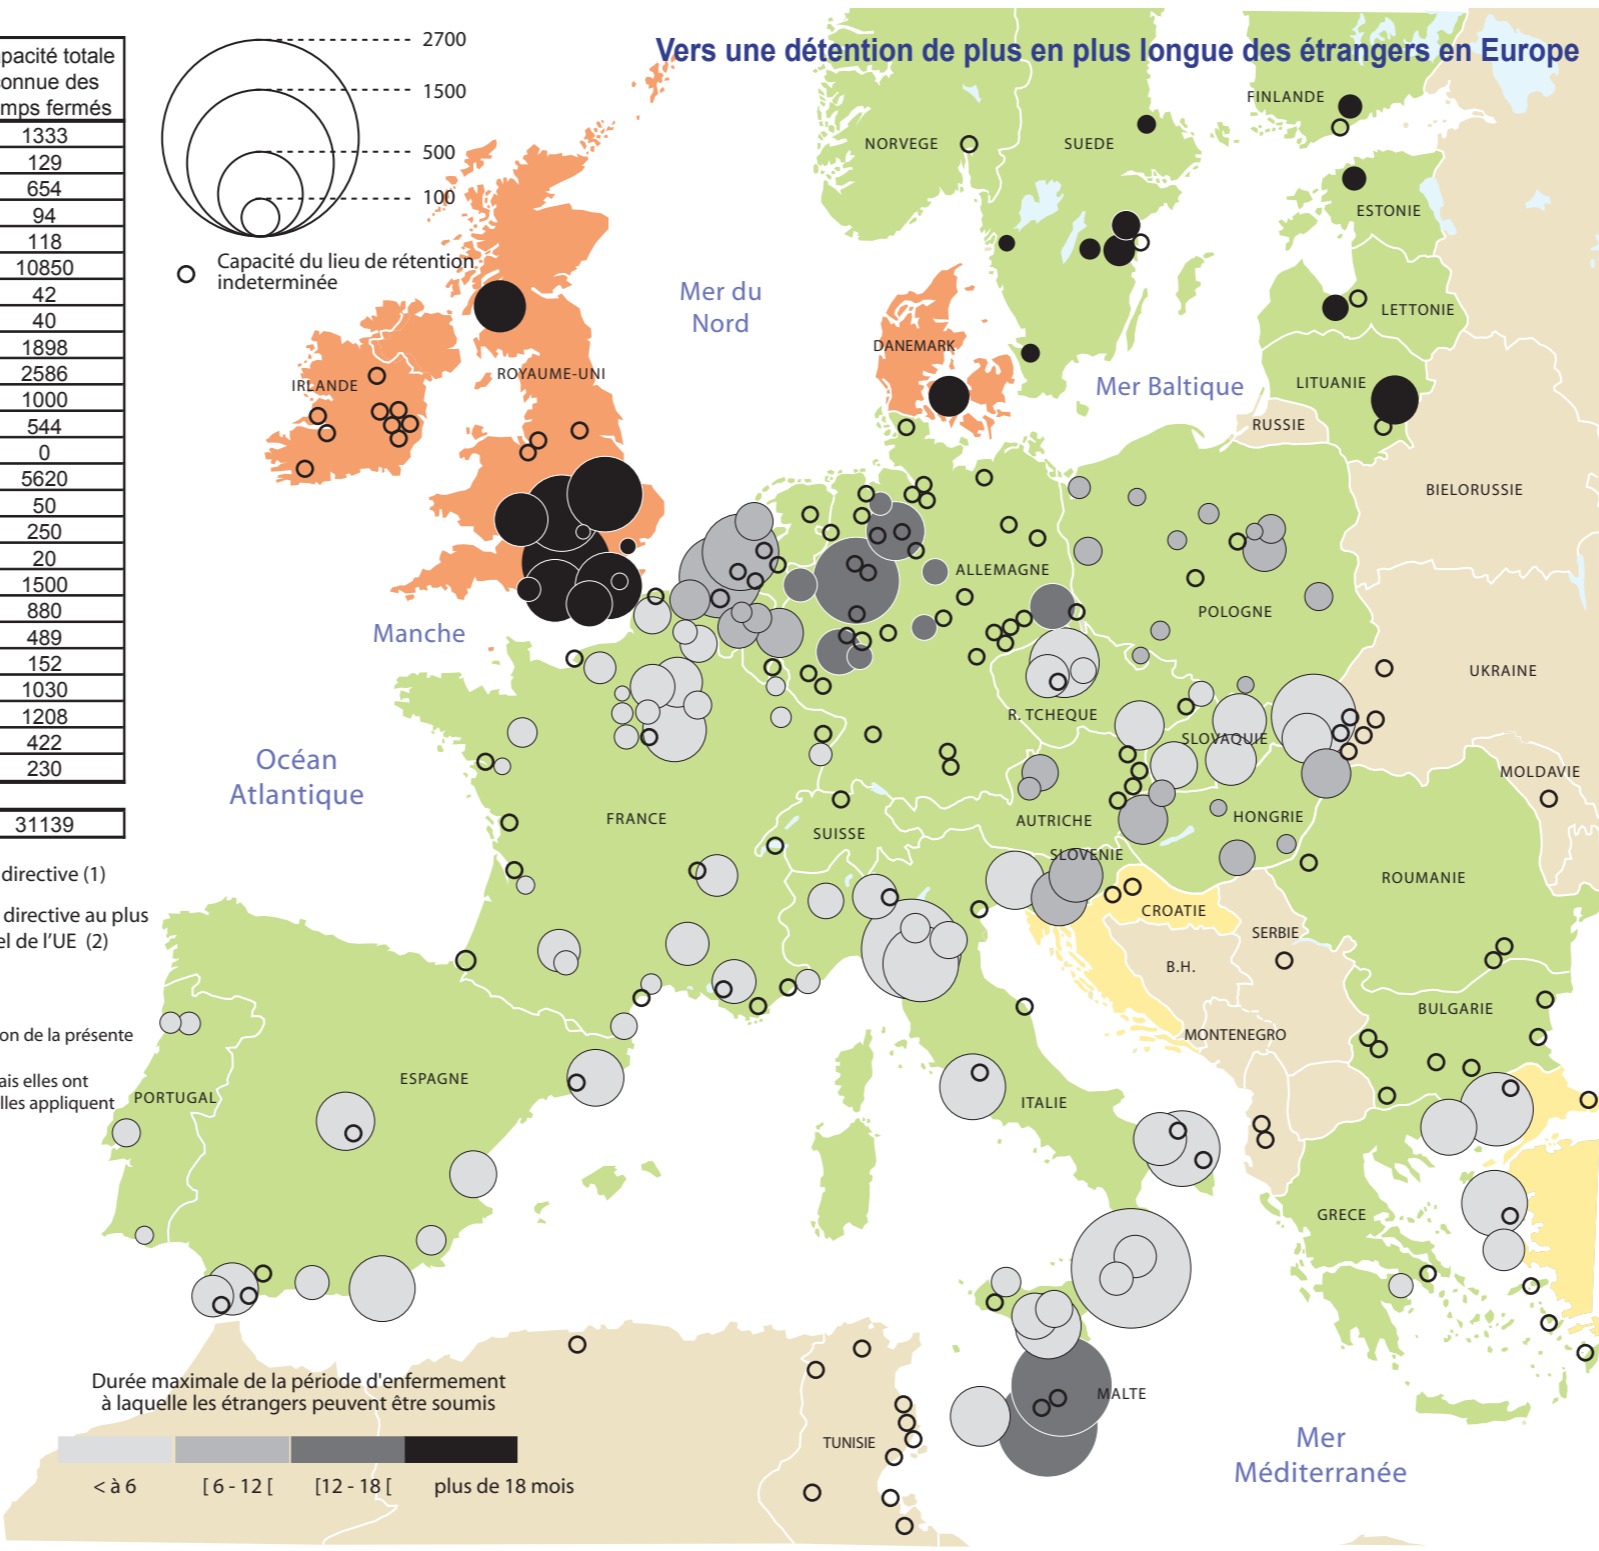 Vers une détention de plus en plus longue des étrangers en Europe
pacité totale
connue des
mps fermés
1333
129
654
94
118
10850
42
40
1898
2586
1000
544
0
5620
50
250
20
1500
880
489
152
1030
1208
422
230
31139
directive (1)
directive au plus
el de l'UE (2)
on de la présente
ais elles ont
elles appliquent
2700
1500
500
100
Capacité du lieu de rétention
indeterminée
NORVEGE
SUEDE
FINLANDE
ESTONIE
LETTONIE
LITUANIE
RUSSIE
BIELORUSSIE
Mer du
Nord
DANEMARK
Mer Baltique
IRLANDE
ROYAUME-UNI
Manche
ALLEMAGNE
POLOGNE
UKRAINE
R. TCHEQUE
SLOVAQUIE
MOLDAVIE
Océan
Atlantique
FRANCE
SUISSE
AUTRICHE
HONGRIE
SLOVENIE
ROUMANIE
CROATIE
SERBIE
B.H.
BULGARIE
MONTENEGRO
PORTUGAL
ESPAGNE
ITALIE
GRECE
MALTE
TUNISIE
Mer
Méditerranée
Durée maximale de la période d'enfermement
à laquelle les étrangers peuvent être soumis
< à 6
[ 6 - 12 [
[12 - 18 [
plus de 18 mois